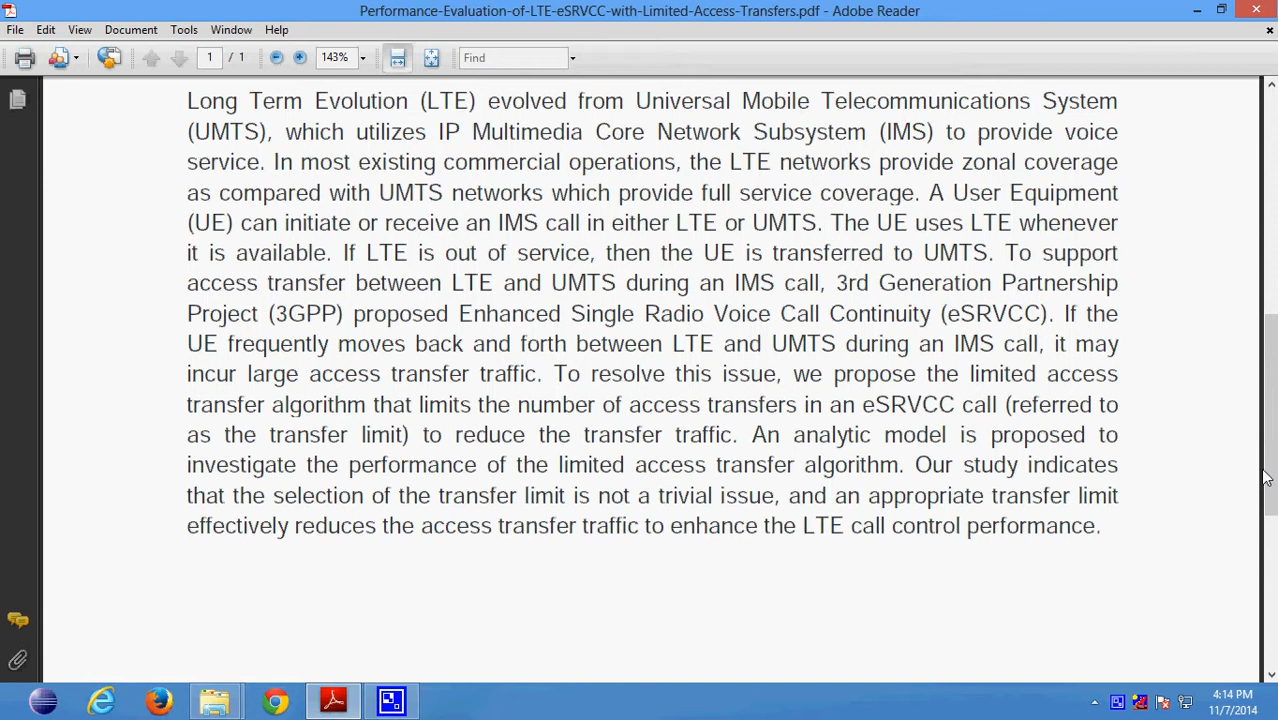 Performance-Evaluation-of-LTE-eSRVCC-with-Limited-Access-Transfers.pdf - Adobe Reader
File Edit View Document Tools Window Help
1 / 1 143% Find
Long Term Evolution (LTE) evolved from Universal Mobile Telecommunications System
(UMTS), which utilizes IP Multimedia Core Network Subsystem (IMS) to provide voice
service. In most existing commercial operations, the LTE networks provide zonal coverage
as compared with UMTS networks which provide full service coverage. A User Equipment
(UE) can initiate or receive an IMS call in either LTE or UMTS. The UE uses LTE whenever
it is available. If LTE is out of service, then the UE is transferred to UMTS. To support
access transfer between LTE and UMTS during an IMS call, 3rd Generation Partnership
Project (3GPP) proposed Enhanced Single Radio Voice Call Continuity (eSRVCC). If the
UE frequently moves back and forth between LTE and UMTS during an IMS call, it may
incur large access transfer traffic. To resolve this issue, we propose the limited access
transfer algorithm that limits the number of access transfers in an eSRVCC call (referred to
as the transfer limit) to reduce the transfer traffic. An analytic model is proposed to
investigate the performance of the limited access transfer algorithm. Our study indicates
that the selection of the transfer limit is not a trivial issue, and an appropriate transfer limit
effectively reduces the access transfer traffic to enhance the LTE call control performance.
4:14 PM
11/7/2014